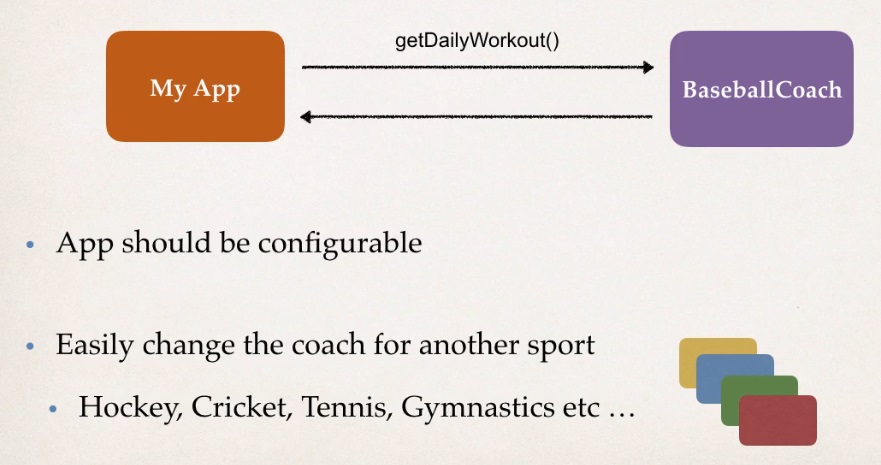 getDailyWorkout()
My App
BaseballCoach
App should be configurable
Easily change the coach for another sport
Hockey, Cricket, Tennis, Gymnastics etc …